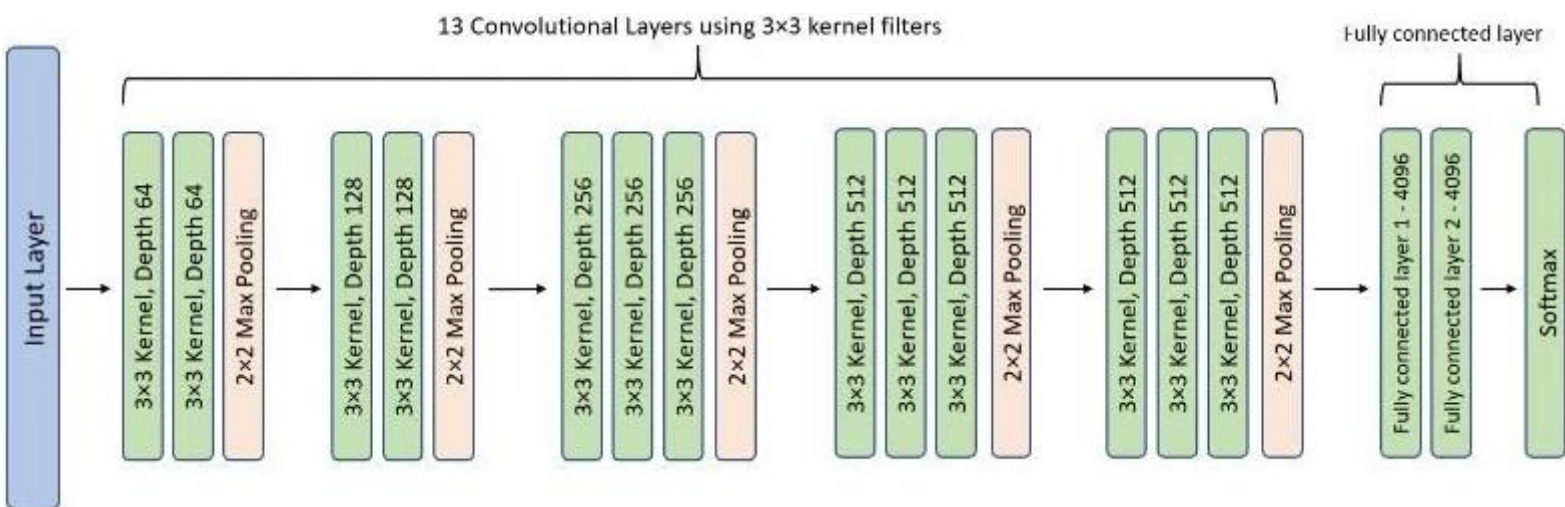 13 Convolutional Layers using 3×3 kernel filters
Fully connected layer
Input Layer
3×3 Kernel, Depth 64
3×3 Kernel, Depth 64
2×2 Max Pooling
3×3 Kernel, Depth 128
3×3 Kernel, Depth 128
2×2 Max Pooling
3×3 Kernel, Depth 256
3×3 Kernel, Depth 256
3×3 Kernel, Depth 256
2×2 Max Pooling
3×3 Kernel, Depth 512
3×3 Kernel, Depth 512
3×3 Kernel, Depth 512
2×2 Max Pooling
3×3 Kernel, Depth 512
3×3 Kernel, Depth 512
3×3 Kernel, Depth 512
2×2 Max Pooling
Fully connected layer 1 - 4096
Fully connected layer 2 - 4096
Softmax